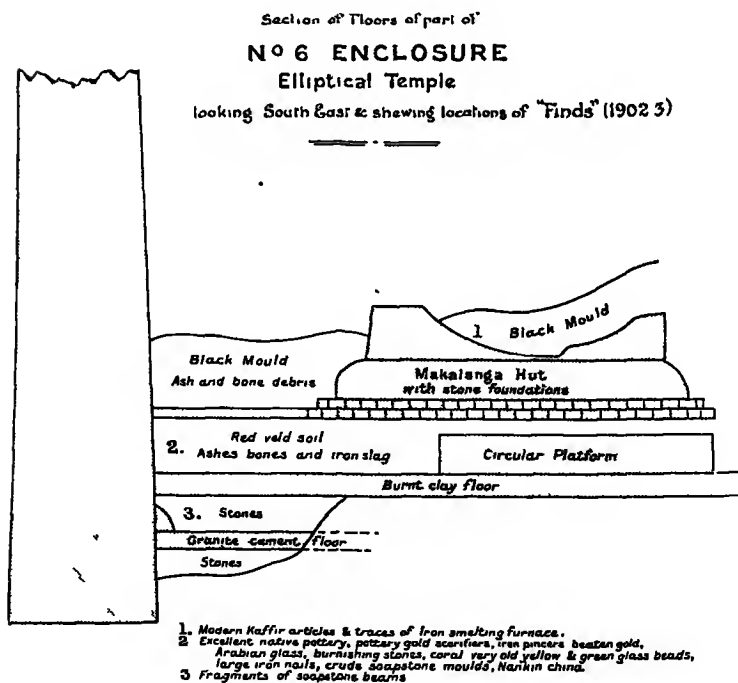 Section of Floors of part of
No 6 ENCLOSURE
Elliptical Temple
looking South East & shewing locations of "Finds" (1902 3)
1 Black Mould
Black Mould
Ash and bone debris
Makalanga Hut
with stone foundations
2. Red veld soil
Ashes bones and iron slag
Circular Platform
Burnt clay floor
3. Stones
Granite cement floor
Stones
1. Modern Kaffir articles & traces of Iron smelting furnace.
2 Excellent native pottery, pottery gold scorifiers, iron pincers beaten gold,
Arabian glass, burnishing stones, coral very old yellow & green glass beads,
large iron nails, crude soapstone moulds, Nankin china
3 Fragments of soapstone beams